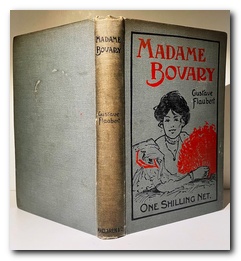 MADAME
BOVARY
Gustave
Flaubert
MADAME
BOVARY
Gustave
Flaubert
ONE SHILLING NET.